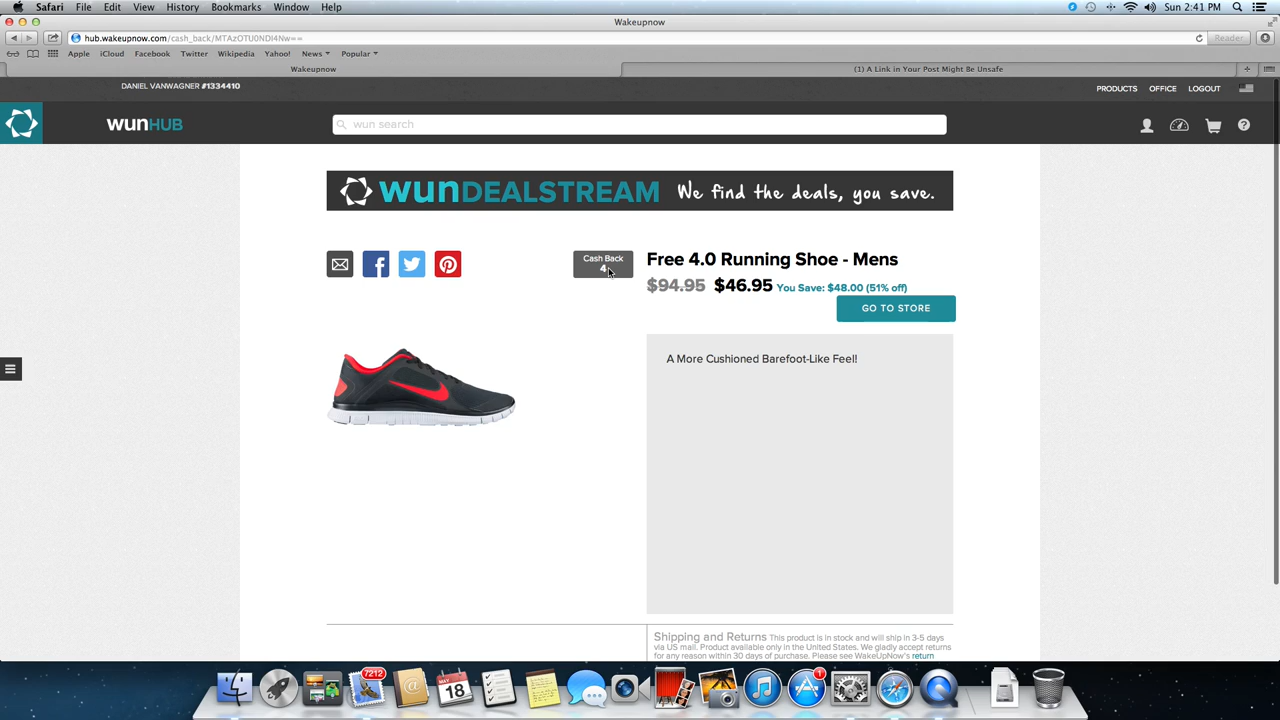 Safari File Edit View History Bookmarks Window Help Sun 2:41 PM
Wakeupnow
hub.wakeupnow.com/cash_back/MTAzOTU0NDI4Nw== Reader
Apple iCloud Facebook Twitter Wikipedia Yahoo! News Popular
Wakeupnow (1) A Link in Your Post Might Be Unsafe
DANIEL VANWAGNER #1334410 PRODUCTS OFFICE LOGOUT
wunHUB wun search
wunDEALSTREAM We find the deals, you save.
Cash Back
4
Free 4.0 Running Shoe - Mens
$94.95 $46.95 You Save: $48.00 (51% off)
GO TO STORE
A More Cushioned Barefoot-Like Feel!
Shipping and Returns This product is in stock and will ship in 3-5 days
via US mail. Product available only in the United States. We gladly accept returns
for any reason within 30 days of purchase. Please see WakeUpNow's return
7212
MAY
18
1